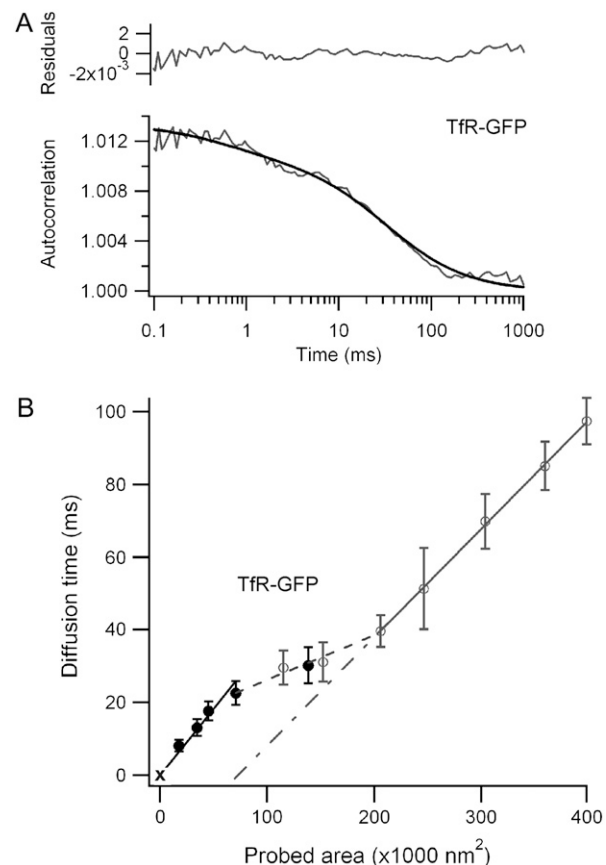 A
Residuals
2
0
-2x10⁻³
TfR-GFP
Autocorrelation
1.012
1.008
1.004
1.000
0.1 1 10 100 1000
Time (ms)
B
Diffusion time (ms)
100
80
60
40
20
0
TfR-GFP
x
0 100 200 300 400
Probed area (x1000 nm²)